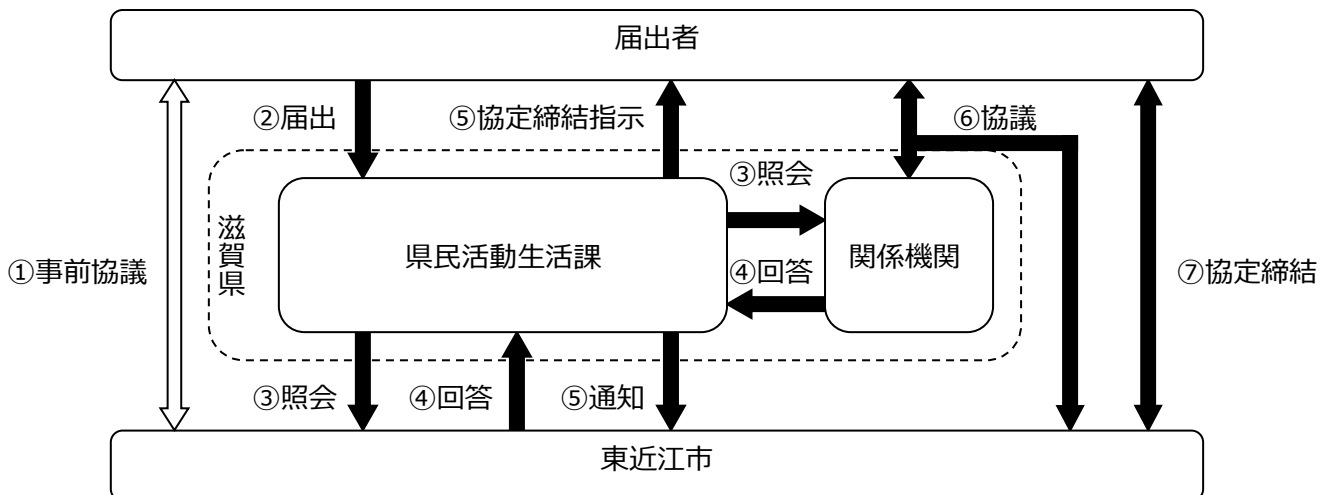 届出者
②届出
⑤協定締結指示
⑥協議
③照会
滋賀県
県民活動生活課
関係機関
①事前協議
④回答
⑦協定締結
③照会
④回答
⑤通知
東近江市